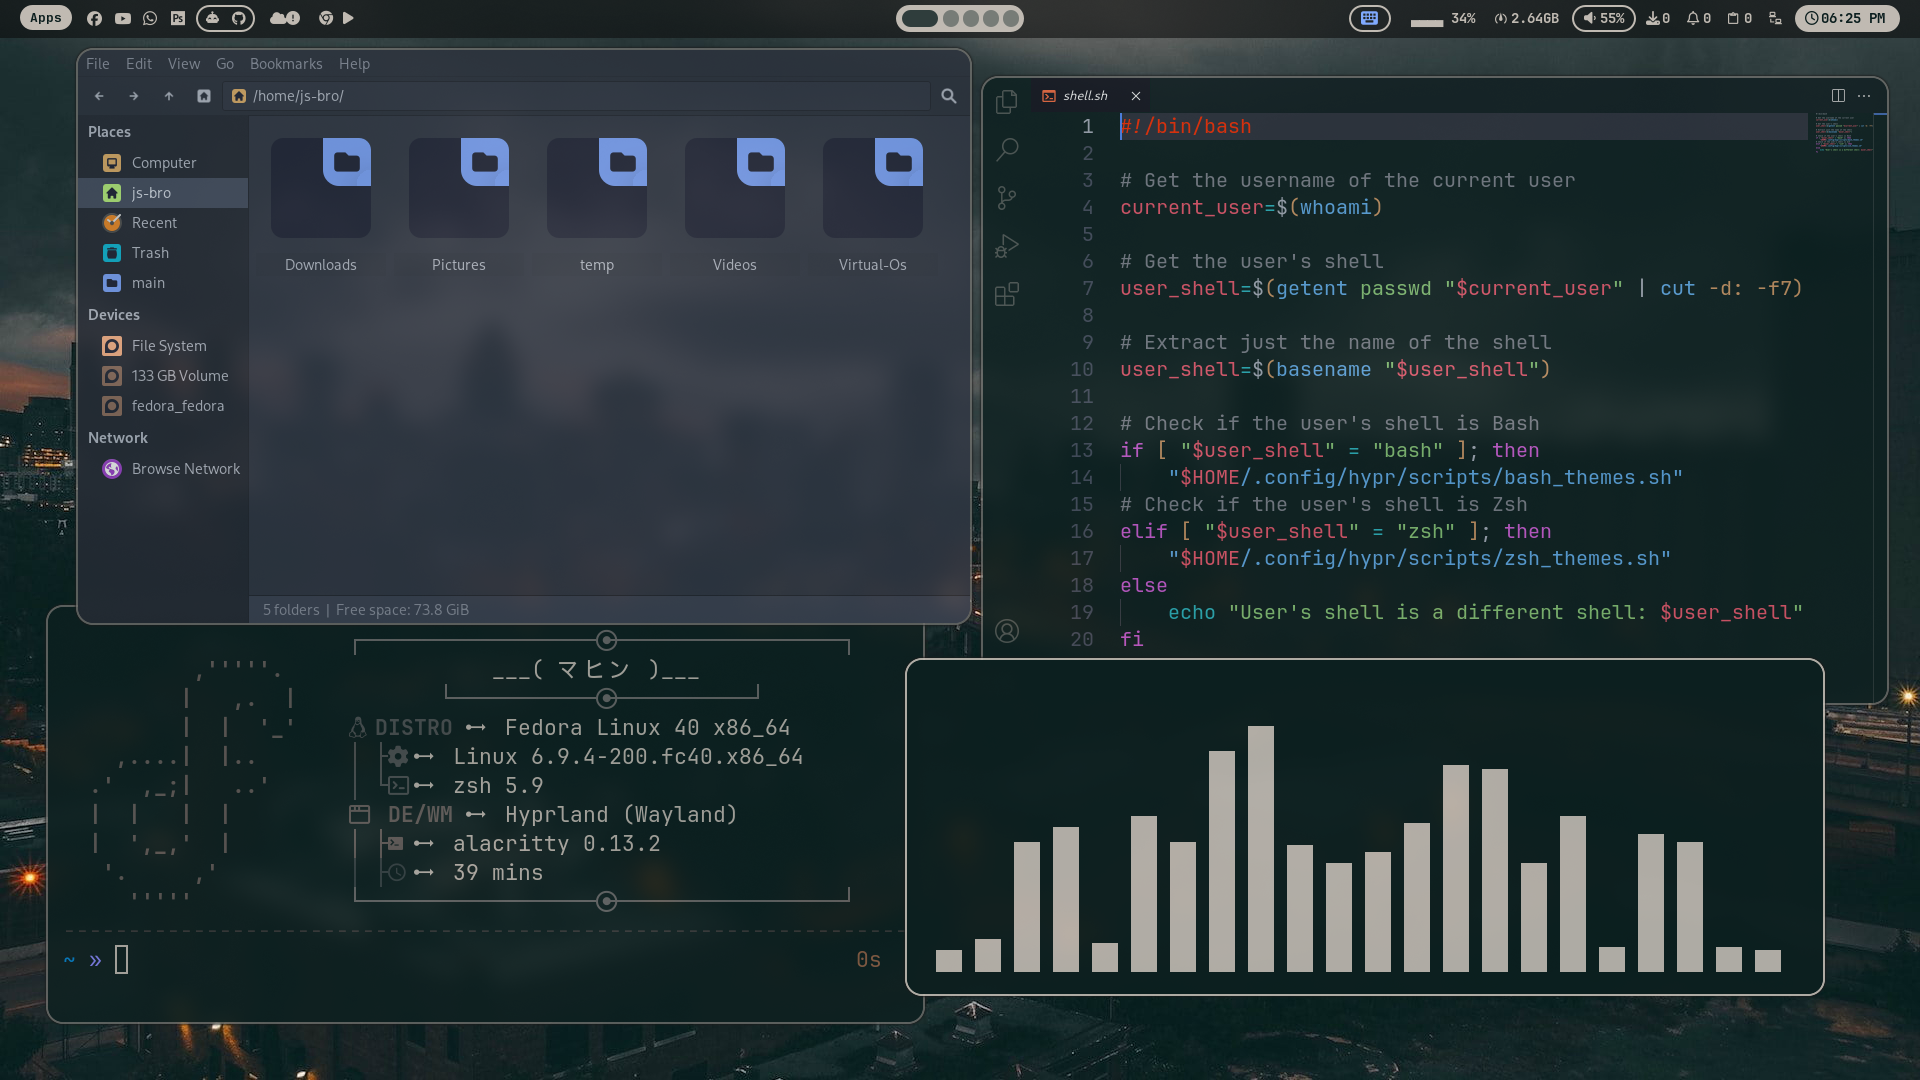 Apps
Ps
34%
2.64GB
55%
0
0
0
06:25 PM
File Edit View Go Bookmarks Help
/home/js-bro/
Places
Computer
js-bro
Recent
Trash
main
Devices
File System
133 GB Volume
fedora_fedora
Network
Browse Network
Downloads
Pictures
temp
Videos
Virtual-Os
5 folders | Free space: 73.8 GiB
shell.sh
1 #!/bin/bash
2
3 # Get the username of the current user
4 current_user=$(whoami)
5
6 # Get the user's shell
7 user_shell=$(getent passwd "$current_user" | cut -d: -f7)
8
9 # Extract just the name of the shell
10 user_shell=$(basename "$user_shell")
11
12 # Check if the user's shell is Bash
13 if [ "$user_shell" = "bash" ]; then
14 "$HOME/.config/hypr/scripts/bash_themes.sh"
15 # Check if the user's shell is Zsh
16 elif [ "$user_shell" = "zsh" ]; then
17 "$HOME/.config/hypr/scripts/zsh_themes.sh"
18 else
19 echo "User's shell is a different shell: $user_shell"
20 fi
___( マヒン )___
DISTRO Fedora Linux 40 x86_64
Linux 6.9.4-200.fc40.x86_64
zsh 5.9
DE/WM Hyprland (Wayland)
alacritty 0.13.2
39 mins
~ »
0s